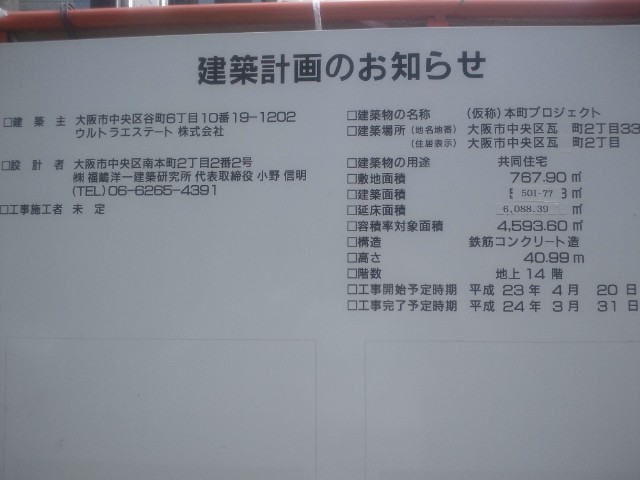 建築計画のお知らせ
□建 築 主 大阪市中央区谷町6丁目10番19-1202
ウルトラエステート 株式会社
□設 計 者 大阪市中央区南本町2丁目2番2号
㈱ 福嶋洋一建築研究所 代表取締役 小野 信明
(TEL) 06-6265-4391
□工事施工者 未 定
□建築物の名称 (仮称) 本町プロジェクト
□建築場所 (地名地番) 大阪市中央区瓦 町2丁目33
(住居表示) 大阪市中央区瓦 町2丁目
□建築物の用途 共同住宅
□敷地面積 767.90 ㎡
□建築面積 501-77 ㎡
□延床面積 6,088.39 ㎡
□容積率対象面積 4,593.60 ㎡
□構造 鉄筋コンクリート造
□高さ 40.99 m
□階数 地上 14 階
□工事開始予定時期 平成 23 年 4 月 20 日
□工事完了予定時期 平成 24 年 3 月 31 日